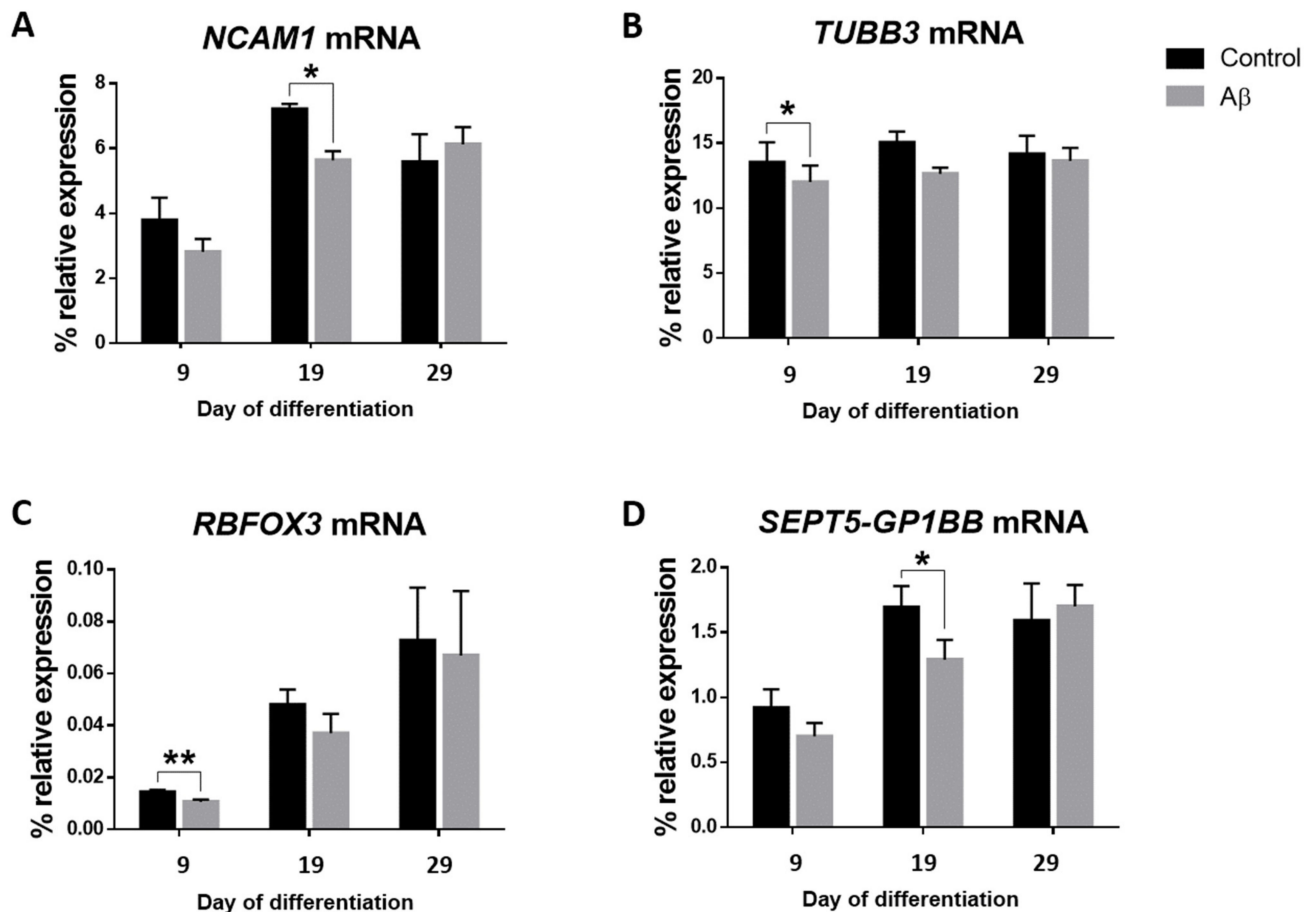 A
NCAM1 mRNA
% relative expression
8
6
4
2
0
*
9 19 29
Day of differentiation
B
TUBB3 mRNA
% relative expression
20
15
10
5
0
*
9 19 29
Day of differentiation
Control
Aβ
C
RBFOX3 mRNA
% relative expression
0.10
0.08
0.06
0.04
0.02
0.00
**
9 19 29
Day of differentiation
D
SEPT5-GP1BB mRNA
% relative expression
2.0
1.5
1.0
0.5
0.0
*
9 19 29
Day of differentiation